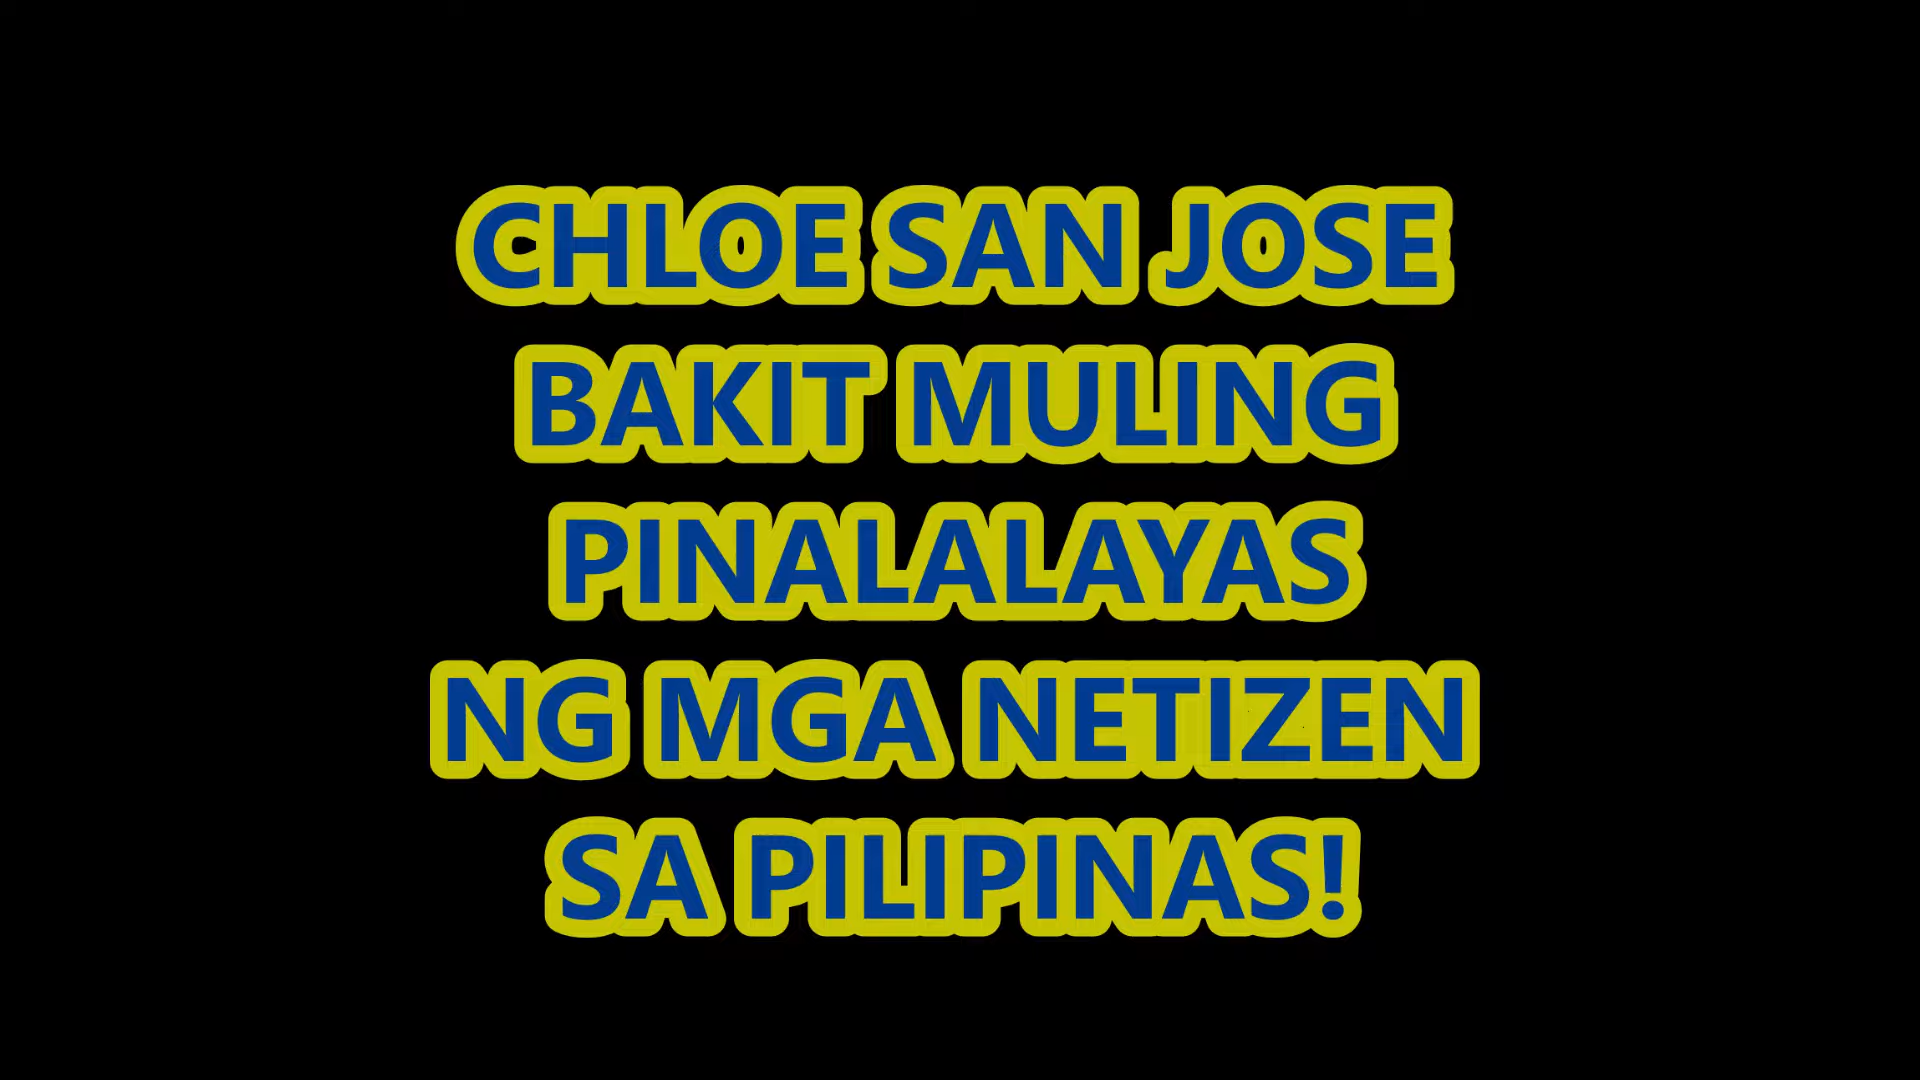 CHLOE SAN JOSE
BAKIT MULING
PINALALAYAS
NG MGA NETIZEN
SA PILIPINAS!